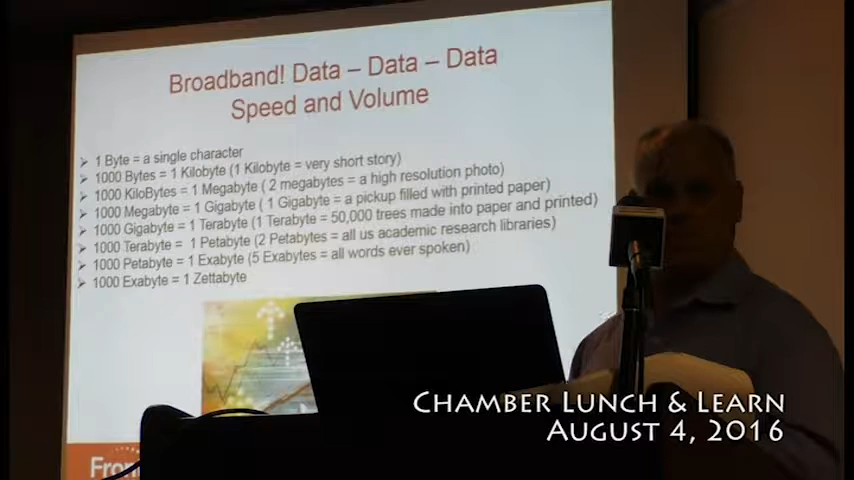 Broadband! Data – Data – Data
Speed and Volume
1 Byte = a single character
1000 Bytes = 1 Kilobyte (1 Kilobyte = very short story)
1000 KiloBytes = 1 Megabyte ( 2 megabytes = a high resolution photo)
1000 Megabyte = 1 Gigabyte ( 1 Gigabyte = a pickup filled with printed paper)
1000 Gigabyte = 1 Terabyte (1 Terabyte = 50,000 trees made into paper and printed)
1000 Terabyte = 1 Petabyte (2 Petabytes = all us academic research libraries)
1000 Petabyte = 1 Exabyte (5 Exabytes = all words ever spoken)
1000 Exabyte = 1 Zettabyte
Chamber Lunch & Learn
August 4, 2016